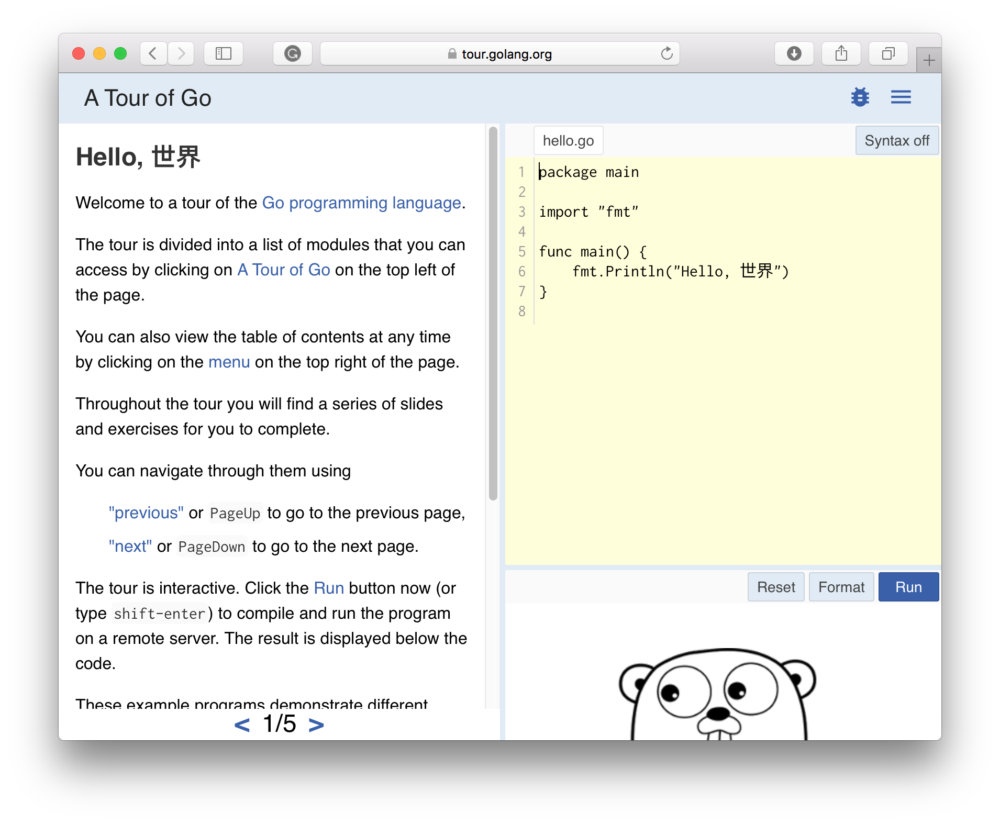 tour.golang.org
A Tour of Go
Hello, 世界
Welcome to a tour of the Go programming language.
The tour is divided into a list of modules that you can
access by clicking on A Tour of Go on the top left of
the page.
You can also view the table of contents at any time
by clicking on the menu on the top right of the page.
Throughout the tour you will find a series of slides
and exercises for you to complete.
You can navigate through them using
"previous" or PageUp to go to the previous page,
"next" or PageDown to go to the next page.
The tour is interactive. Click the Run button now (or
type shift-enter) to compile and run the program
on a remote server. The result is displayed below the
code.
These example programs demonstrate different
< 1/5 >
hello.go
Syntax off
1 package main
2
3 import "fmt"
4
5 func main() {
6     fmt.Println("Hello, 世界")
7 }
8
Reset Format Run